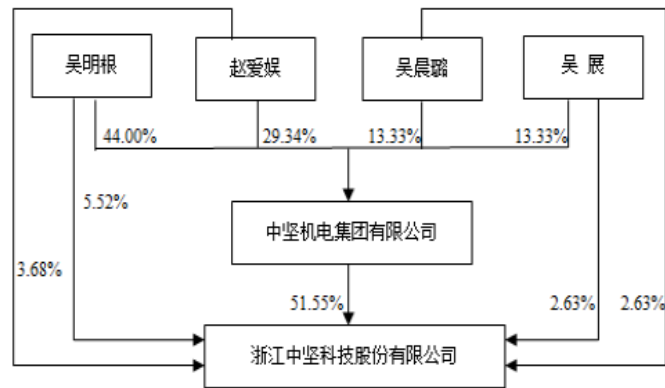 吴明根
赵爱娱
吴晨璐
吴 展
44.00%
29.34%
13.33%
13.33%
5.52%
中坚机电集团有限公司
3.68%
51.55%
2.63%
2.63%
浙江中坚科技股份有限公司